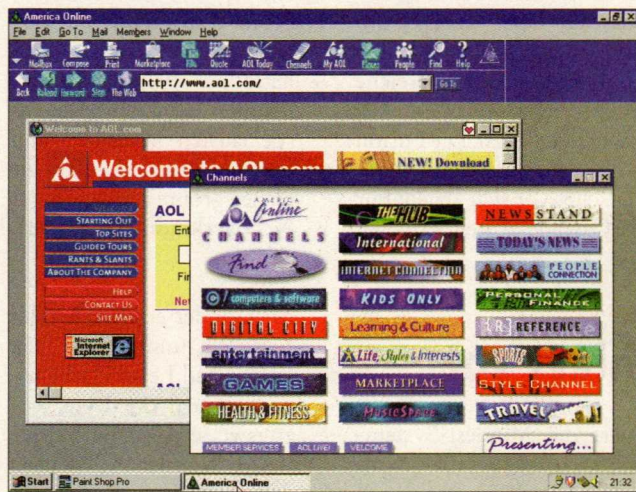 America Online
File Edit Go To Mail Members Window Help
Mailbox Compose Print Marketplace Quote AOL Today Channels My AOL People Find Help
Back Reload Forward Stop The Web http://www.aol.com/ Go To
Welcome to AOL.com
Welcome to AOL.com
NEW! Download
STARTING OUT
TOP SITES
GUIDED TOURS
RANTS & SLANTS
ABOUT THE COMPANY
HELP
CONTACT US
SITE MAP
Microsoft
Internet
Explorer
AOL
Channels
AMERICA
Online
CHANNELS
Find
computers & software
DIGITAL CITY
entertainment
GAMES
HEALTH & FITNESS
THE HUB
International
INTERNET CONNECTION
KIDS ONLY
Learning & Culture
Life, Styles & Interests
MARKETPLACE
MusicSpace
NEWSSTAND
TODAY'S NEWS
PEOPLE
CONNECTION
PERSONAL
FINANCE
[R] REFERENCE
SPORTS
STYLE CHANNEL
TRAVEL
MEMBER SERVICES AOL LIVE! WELCOME
Presenting...
Start Paint Shop Pro America Online 21:32